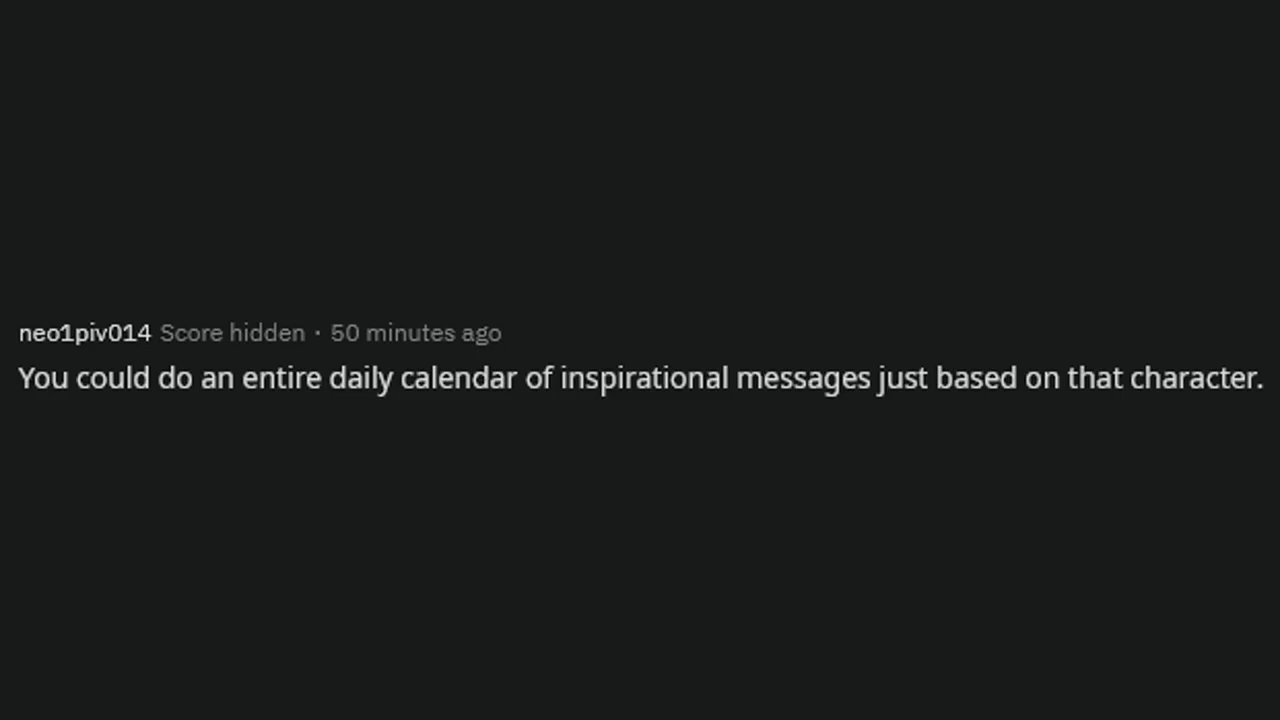 neo1piv014 Score hidden · 50 minutes ago
You could do an entire daily calendar of inspirational messages just based on that character.